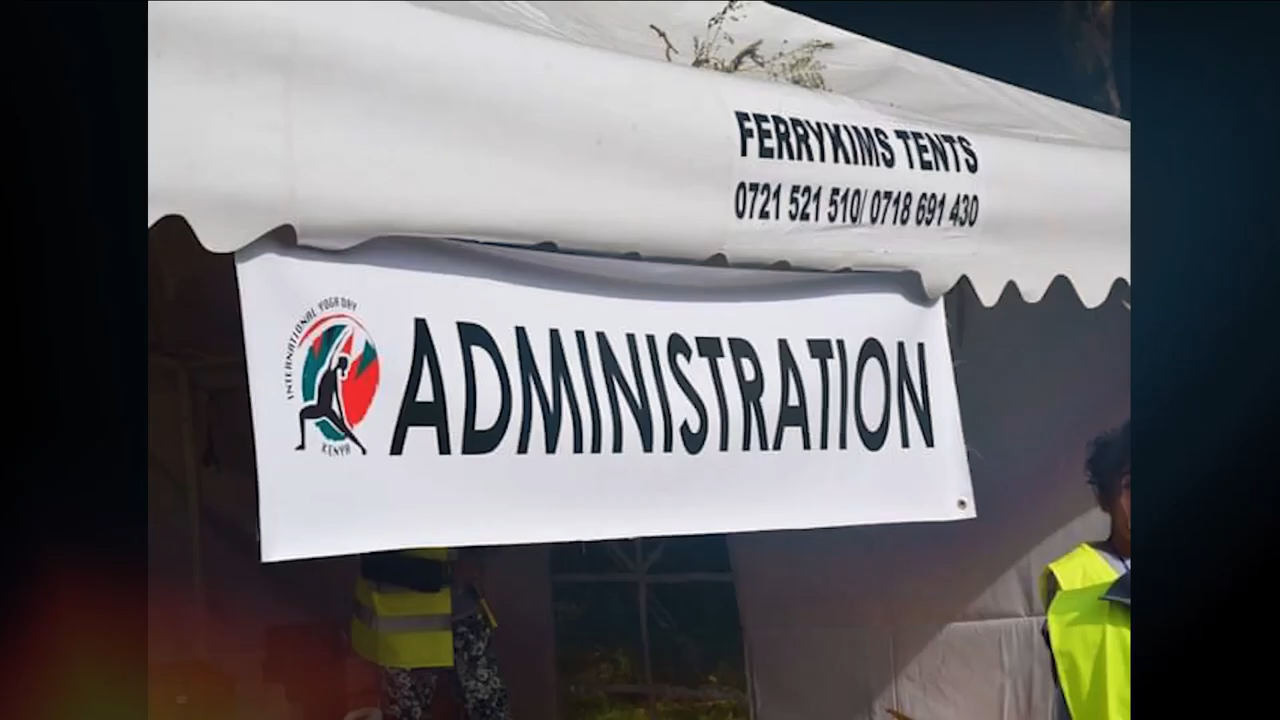 FERRYKIMS TENTS
0721 521 510/ 0718 691 430
INTERNATIONAL YOGA DAY
KENYA
ADMINISTRATION